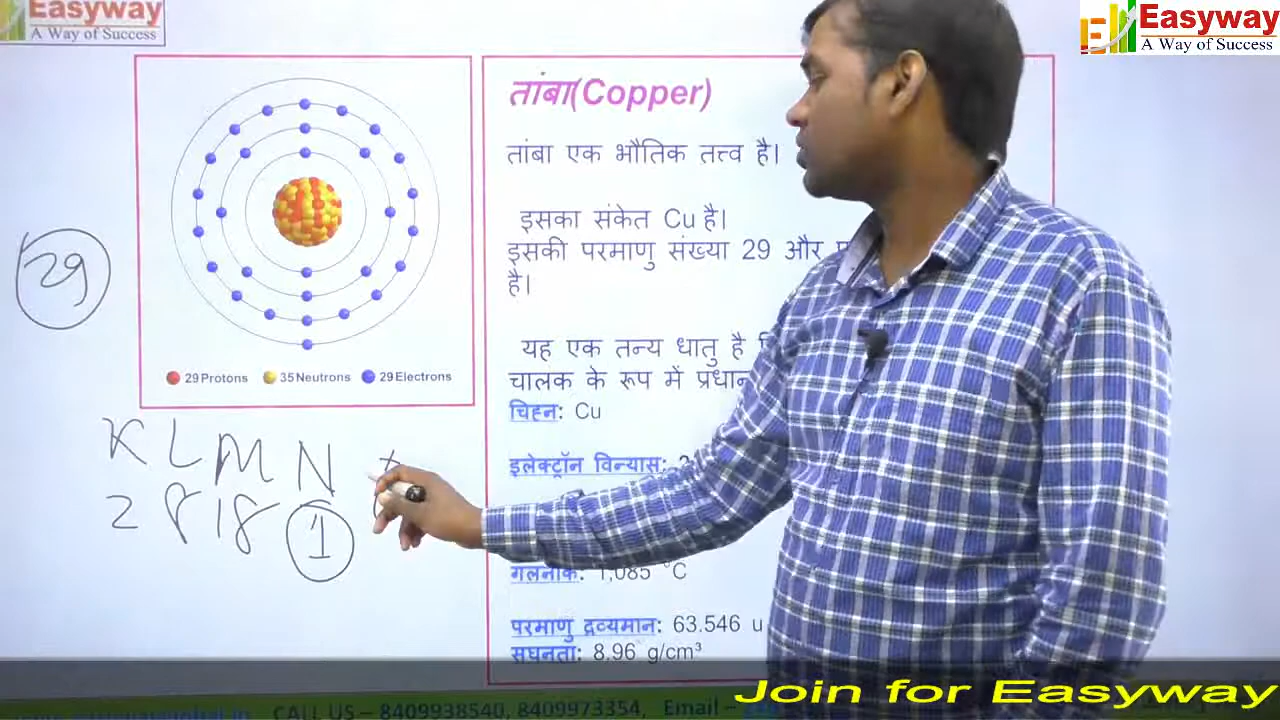 Easyway
A Way of Success
Easyway
A Way of Success
तांबा(Copper)
तांबा एक भौतिक तत्त्व है।
इसका संकेत Cu है।
इसकी परमाणु संख्या 29 और
है।
29
यह एक तन्य धातु है
चालक के रूप में
29 Protons 35 Neutrons 29 Electrons
चिह्न: Cu
K L M N
2 8 18 1
इलेक्ट्रॉन विन्यास:
गलनांक: 1,085 °C
परमाणु द्रव्यमान: 63.546 u
सघनता: 8.96 g/cm³
Join for Easyway
CALL US – 8409938540, 8409973354, Email –